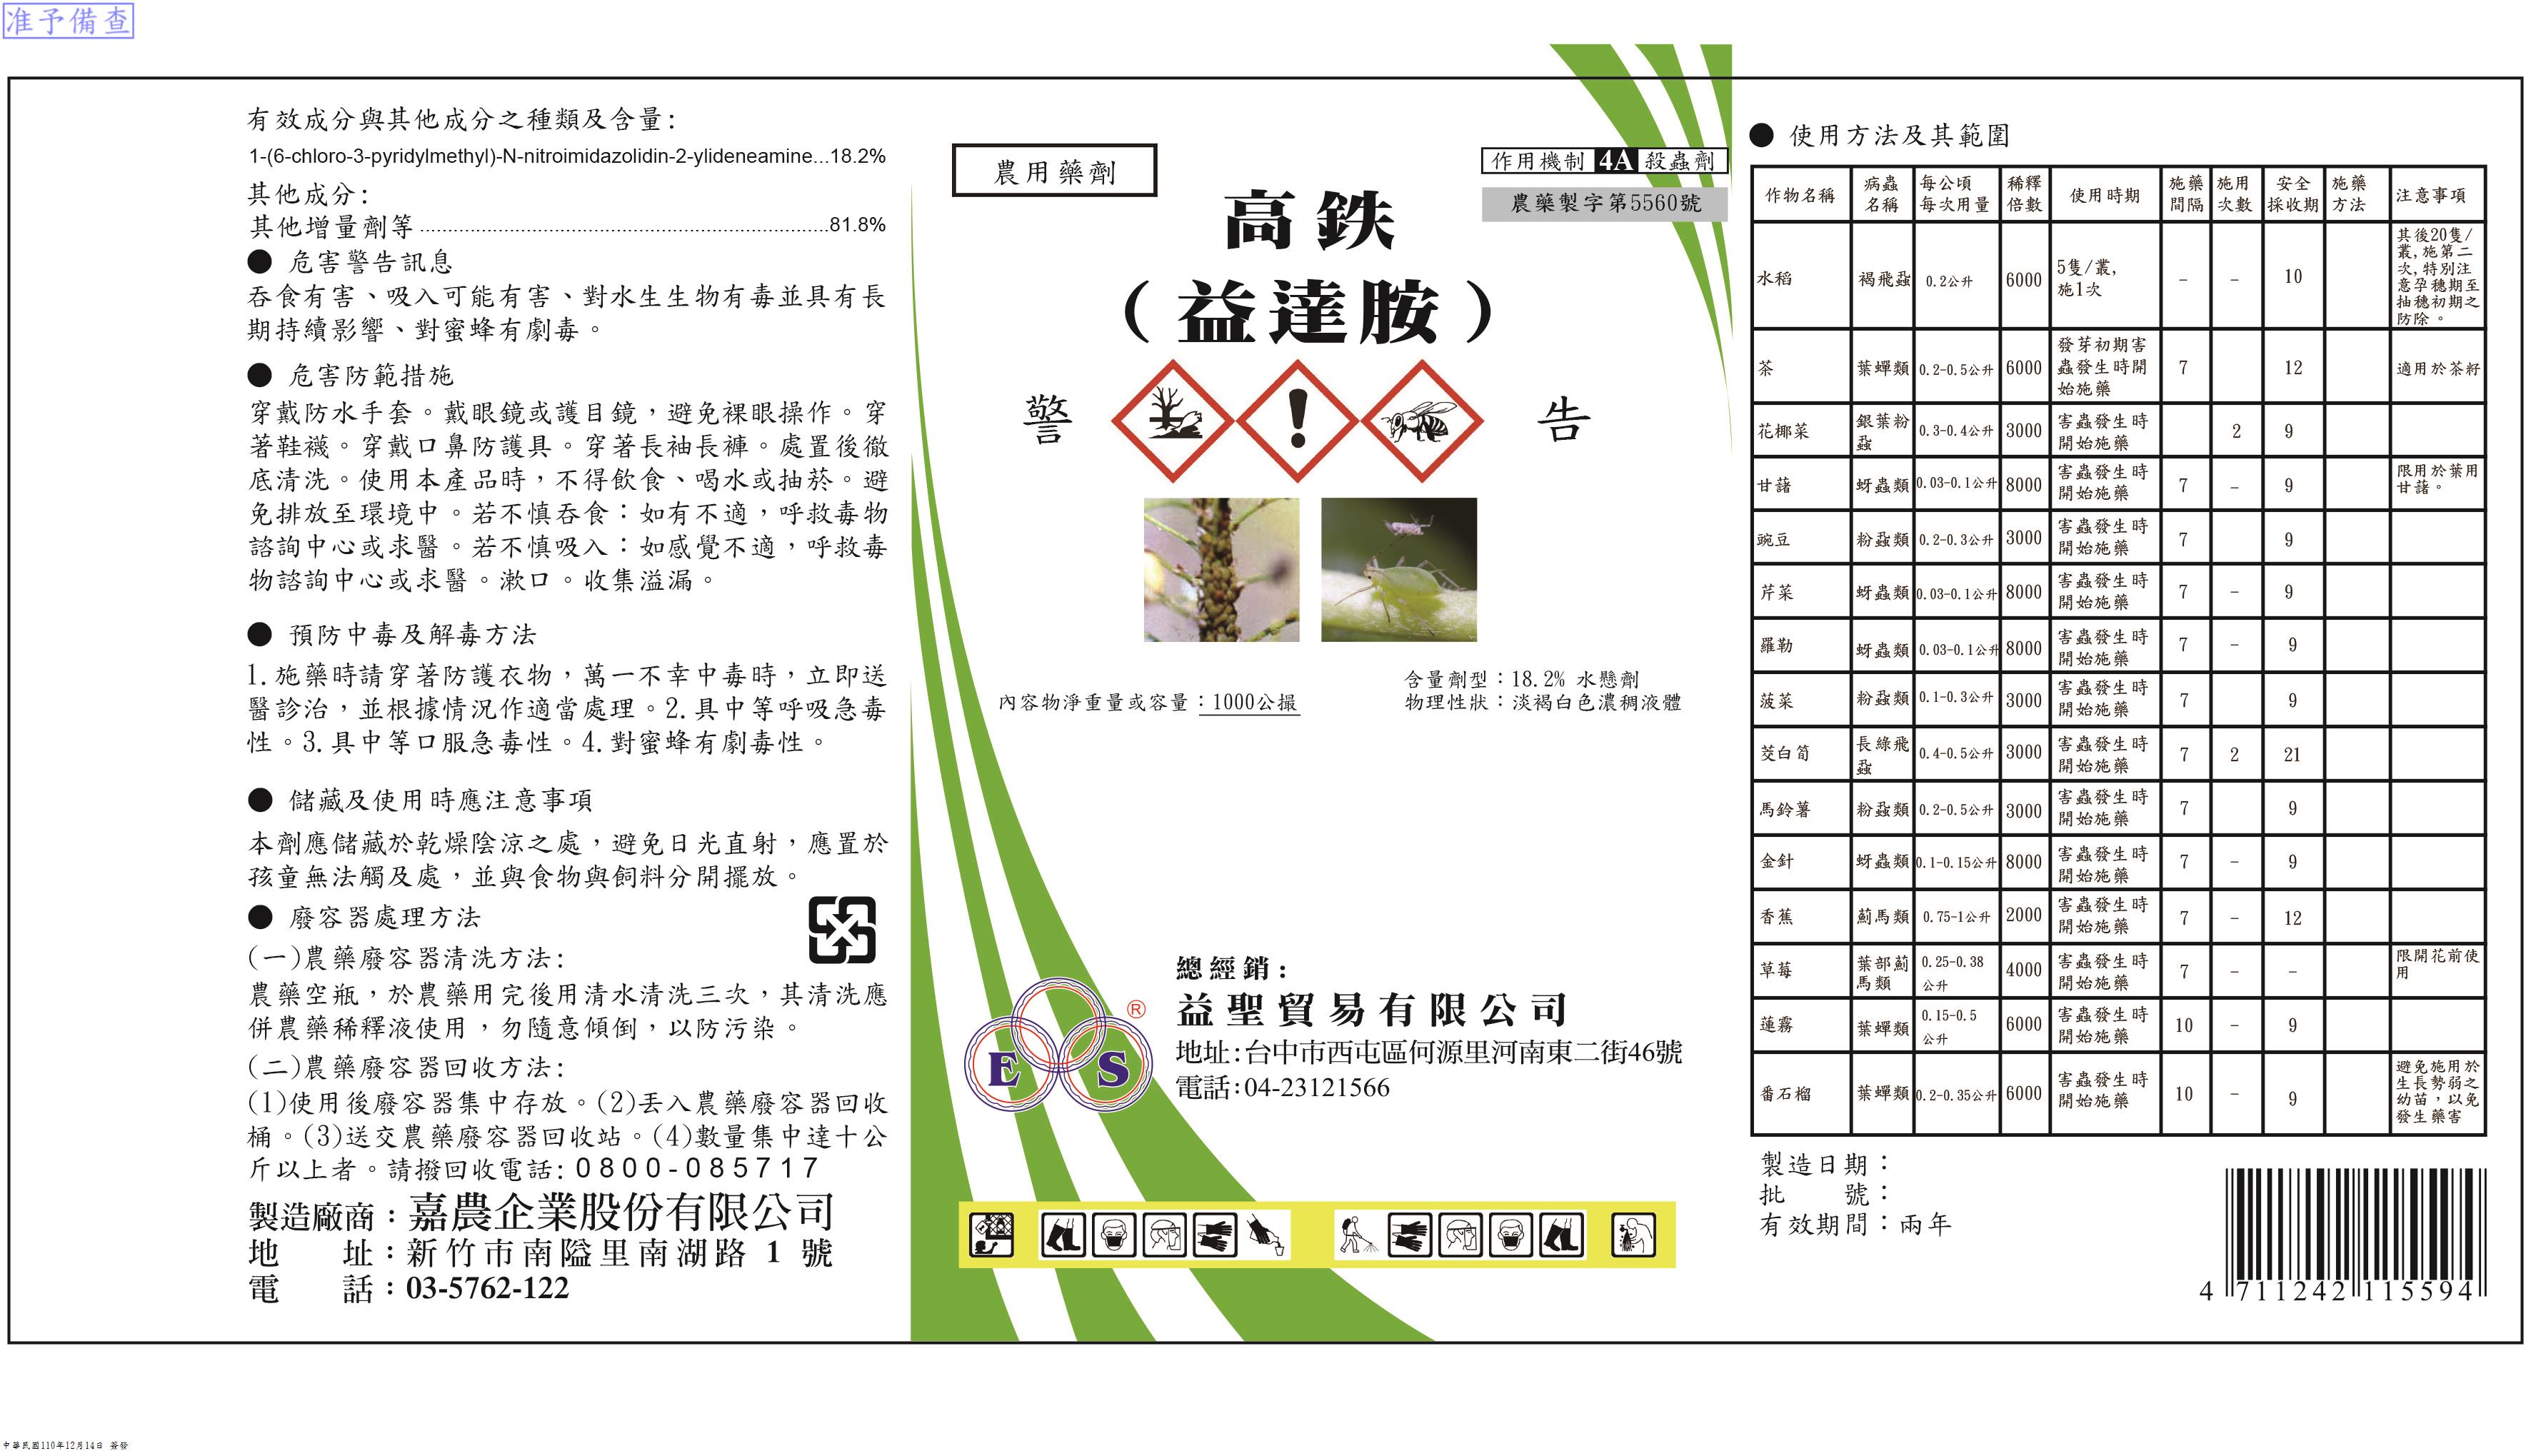 准予備查
有效成分與其他成分之種類及含量:
1-(6-chloro-3-pyridylmethyl)-N-nitroimidazolidin-2-ylideneamine...18.2%
其他成分:
其他增量劑等......................................................................81.8%
● 危害警告訊息
吞食有害、吸入可能有害、對水生生物有毒並具有長
期持續影響、對蜜蜂有劇毒。
● 危害防範措施
穿戴防水手套。戴眼鏡或護目鏡，避免裸眼操作。穿
著鞋襪。穿戴口鼻防護具。穿著長袖長褲。處置後徹
底清洗。使用本產品時，不得飲食、喝水或抽菸。避
免排放至環境中。若不慎吞食：如有不適，呼救毒物
諮詢中心或求醫。若不慎吸入：如感覺不適，呼救毒
物諮詢中心或求醫。漱口。收集溢漏。
● 預防中毒及解毒方法
1.施藥時請穿著防護衣物，萬一不幸中毒時，立即送
醫診治，並根據情況作適當處理。2.具中等呼吸急毒
性。3.具中等口服急毒性。4.對蜜蜂有劇毒性。
● 儲藏及使用時應注意事項
本劑應儲藏於乾燥陰涼之處，避免日光直射，應置於
孩童無法觸及處，並與食物與飼料分開擺放。
● 廢容器處理方法
(一)農藥廢容器清洗方法:
農藥空瓶，於農藥用完後用清水清洗三次，其清洗應
併農藥稀釋液使用，勿隨意傾倒，以防污染。
(二)農藥廢容器回收方法:
(1)使用後廢容器集中存放。(2)丟入農藥廢容器回收
桶。(3)送交農藥廢容器回收站。(4)數量集中達十公
斤以上者。請撥回收電話: 0800-085717
製造廠商：嘉農企業股份有限公司
地　　址：新竹市南隘里南湖路 1 號
電　　話：03-5762-122
農用藥劑
作用機制 4A 殺蟲劑
農藥製字第5560號
高鉄
(益達胺)
警 告
內容物淨重量或容量：1000公撮
含量劑型：18.2% 水懸劑
物理性狀：淡褐白色濃稠液體
總經銷:
益聖貿易有限公司
地址:台中市西屯區何源里河南東二街46號
電話:04-23121566
E S ®
● 使用方法及其範圍
作物名稱 病蟲名稱 每公頃每次用量 稀釋倍數 使用時期 施藥間隔 施用次數 安全採收期 施藥方法 注意事項
水稻 褐飛蝨 0.2公升 6000 5隻/叢,施1次 - - 10 其後20隻/叢,施第二次,特別注意孕穗期至抽穗初期之防除。
茶 葉蟬類 0.2-0.5公升 6000 發芽初期害蟲發生時開始施藥 7 12 適用於茶籽
花椰菜 銀葉粉蝨 0.3-0.4公升 3000 害蟲發生時開始施藥 2 9
甘藷 蚜蟲類 0.03-0.1公升 8000 害蟲發生時開始施藥 7 - 9 限用於葉用甘藷。
豌豆 粉蝨類 0.2-0.3公升 3000 害蟲發生時開始施藥 7 9
芹菜 蚜蟲類 0.03-0.1公升 8000 害蟲發生時開始施藥 7 - 9
羅勒 蚜蟲類 0.03-0.1公升 8000 害蟲發生時開始施藥 7 - 9
菠菜 粉蝨類 0.1-0.3公升 3000 害蟲發生時開始施藥 7 9
茭白筍 長綠飛蝨 0.4-0.5公升 3000 害蟲發生時開始施藥 7 2 21
馬鈴薯 粉蝨類 0.2-0.5公升 3000 害蟲發生時開始施藥 7 9
金針 蚜蟲類 0.1-0.15公升 8000 害蟲發生時開始施藥 7 - 9
香蕉 薊馬類 0.75-1公升 2000 害蟲發生時開始施藥 7 - 12
草莓 葉部薊馬類 0.25-0.38公升 4000 害蟲發生時開始施藥 7 - - 限開花前使用
蓮霧 葉蟬類 0.15-0.5公升 6000 害蟲發生時開始施藥 10 - 9
番石榴 葉蟬類 0.2-0.35公升 6000 害蟲發生時開始施藥 10 - 9 避免施用於生長勢弱之幼苗，以免發生藥害
製造日期：
批　　號：
有效期間：兩年
4 711242 115594
中華民國110年12月14日 簽發